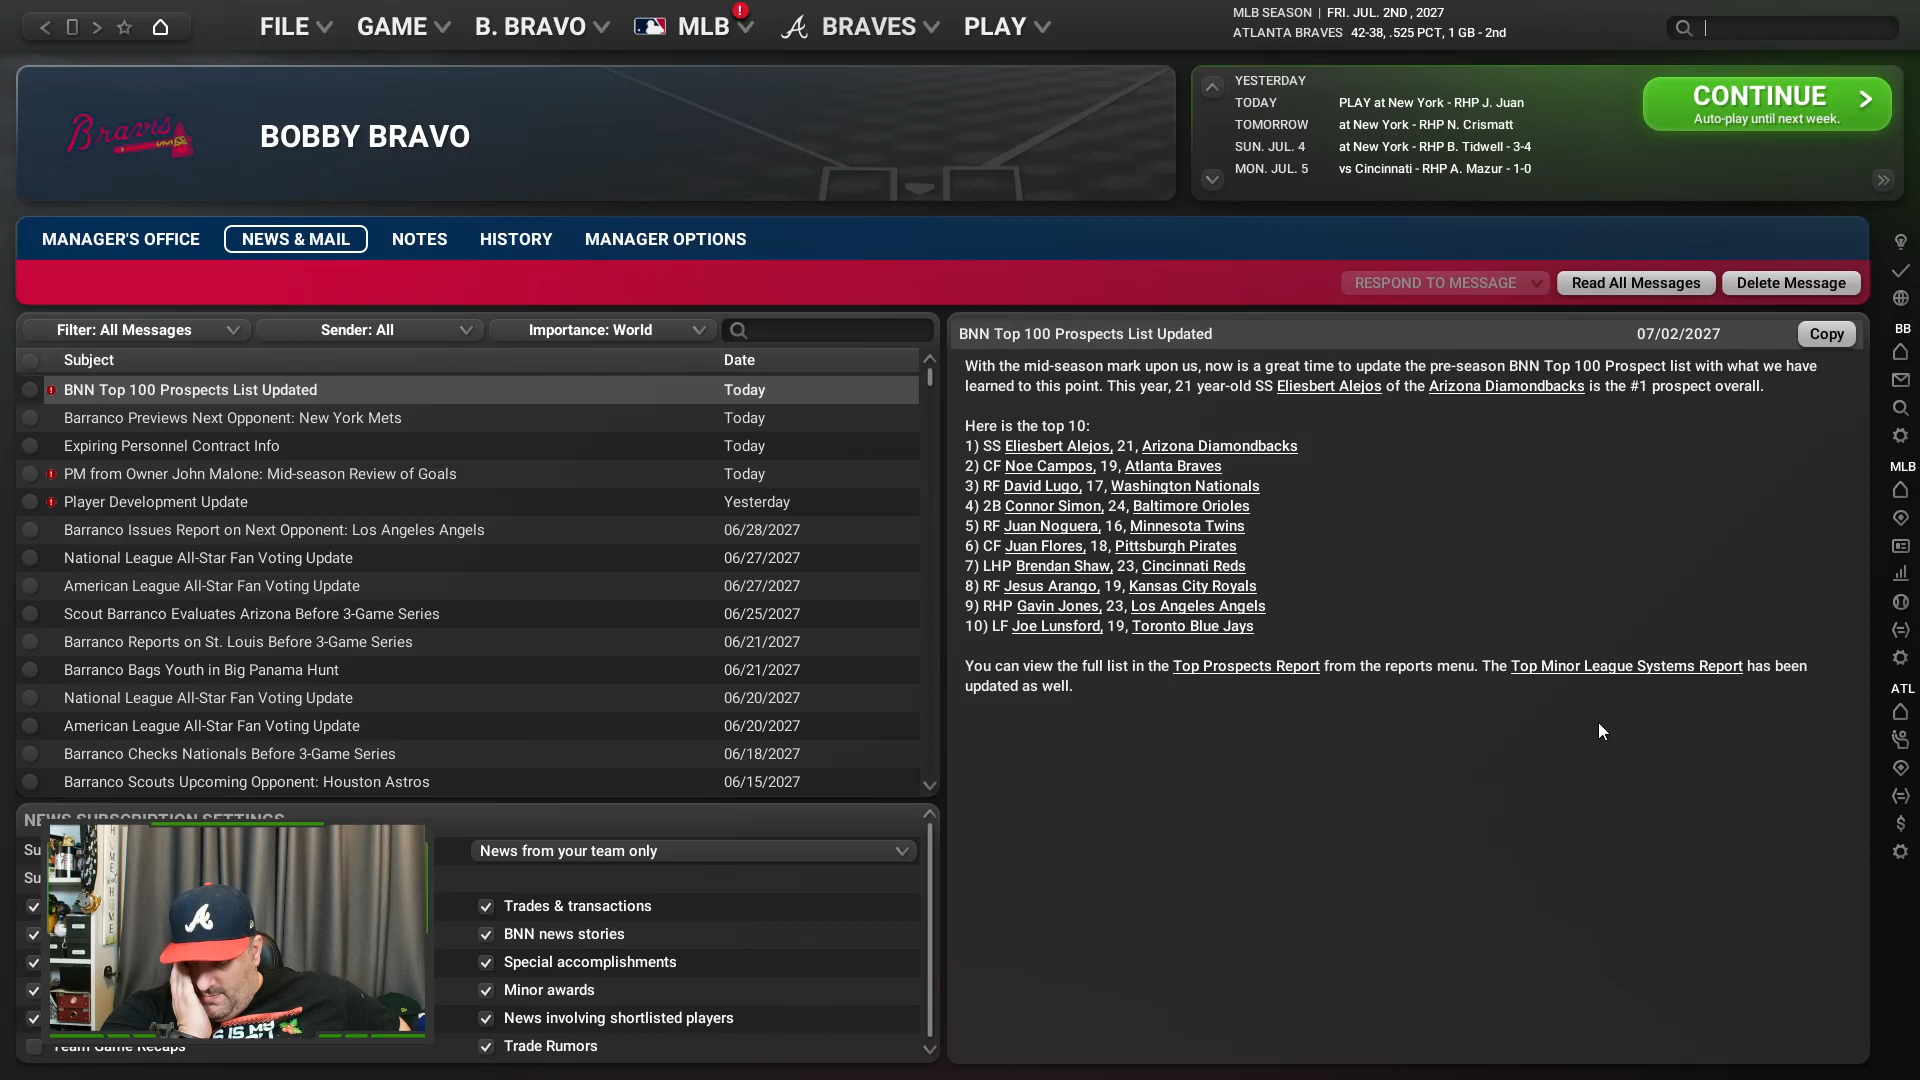 FILE
GAME
B. BRAVO
MLB
BRAVES
PLAY
MLB SEASON | FRI. JUL. 2ND , 2027
ATLANTA BRAVES 42-38, .525 PCT, 1 GB - 2nd
Braves
BOBBY BRAVO
YESTERDAY
TODAY PLAY at New York - RHP J. Juan
TOMORROW at New York - RHP N. Crismatt
SUN. JUL. 4 at New York - RHP B. Tidwell - 3-4
MON. JUL. 5 vs Cincinnati - RHP A. Mazur - 1-0
CONTINUE
Auto-play until next week.
MANAGER'S OFFICE
NEWS & MAIL
NOTES
HISTORY
MANAGER OPTIONS
RESPOND TO MESSAGE
Read All Messages
Delete Message
Filter: All Messages
Sender: All
Importance: World
Subject Date
BNN Top 100 Prospects List Updated Today
Barranco Previews Next Opponent: New York Mets Today
Expiring Personnel Contract Info Today
PM from Owner John Malone: Mid-season Review of Goals Today
Player Development Update Yesterday
Barranco Issues Report on Next Opponent: Los Angeles Angels 06/28/2027
National League All-Star Fan Voting Update 06/27/2027
American League All-Star Fan Voting Update 06/27/2027
Scout Barranco Evaluates Arizona Before 3-Game Series 06/25/2027
Barranco Reports on St. Louis Before 3-Game Series 06/21/2027
Barranco Bags Youth in Big Panama Hunt 06/21/2027
National League All-Star Fan Voting Update 06/20/2027
American League All-Star Fan Voting Update 06/20/2027
Barranco Checks Nationals Before 3-Game Series 06/18/2027
Barranco Scouts Upcoming Opponent: Houston Astros 06/15/2027
BNN Top 100 Prospects List Updated 07/02/2027 Copy
With the mid-season mark upon us, now is a great time to update the pre-season BNN Top 100 Prospect list with what we have
learned to this point. This year, 21 year-old SS Eliesbert Alejos of the Arizona Diamondbacks is the #1 prospect overall.
Here is the top 10:
1) SS Eliesbert Alejos, 21, Arizona Diamondbacks
2) CF Noe Campos, 19, Atlanta Braves
3) RF David Lugo, 17, Washington Nationals
4) 2B Connor Simon, 24, Baltimore Orioles
5) RF Juan Noguera, 16, Minnesota Twins
6) CF Juan Flores, 18, Pittsburgh Pirates
7) LHP Brendan Shaw, 23, Cincinnati Reds
8) RF Jesus Arango, 19, Kansas City Royals
9) RHP Gavin Jones, 23, Los Angeles Angels
10) LF Joe Lunsford, 19, Toronto Blue Jays
You can view the full list in the Top Prospects Report from the reports menu. The Top Minor League Systems Report has been
updated as well.
BB
MLB
ATL
NEWS SUBSCRIPTION SETTINGS
Su
News from your team only
Su
Trades & transactions
BNN news stories
Special accomplishments
Minor awards
News involving shortlisted players
Team Game Recaps
Trade Rumors